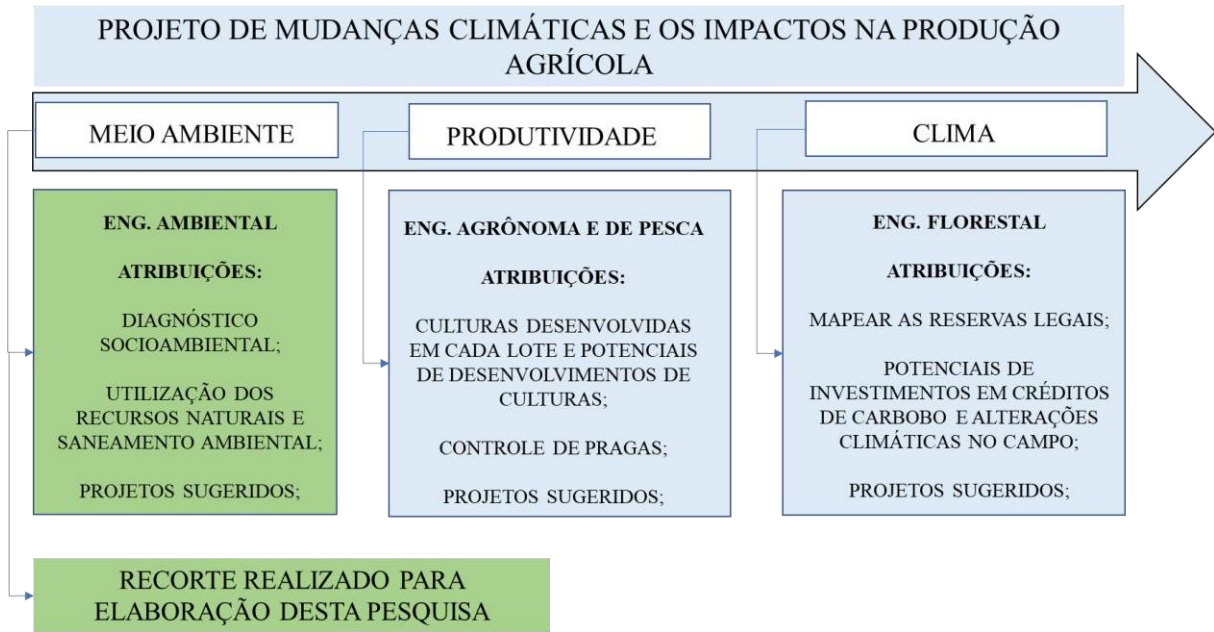 PROJETO DE MUDANÇAS CLIMÁTICAS E OS IMPACTOS NA PRODUÇÃO
AGRÍCOLA
MEIO AMBIENTE
PRODUTIVIDADE
CLIMA
ENG. AMBIENTAL
ATRIBUIÇÕES:
DIAGNÓSTICO
SOCIOAMBIENTAL;
UTILIZAÇÃO DOS
RECURSOS NATURAIS E
SANEAMENTO AMBIENTAL;
PROJETOS SUGERIDOS;
ENG. AGRÔNOMA E DE PESCA
ATRIBUIÇÕES:
CULTURAS DESENVOLVIDAS
EM CADA LOTE E POTENCIAIS
DE DESENVOLVIMENTOS DE
CULTURAS;
CONTROLE DE PRAGAS;
PROJETOS SUGERIDOS;
ENG. FLORESTAL
ATRIBUIÇÕES:
MAPEAR AS RESERVAS LEGAIS;
POTENCIAIS DE
INVESTIMENTOS EM CRÉDITOS
DE CARBOBO E ALTERAÇÕES
CLIMÁTICAS NO CAMPO;
PROJETOS SUGERIDOS;
RECORTE REALIZADO PARA
ELABORAÇÃO DESTA PESQUISA